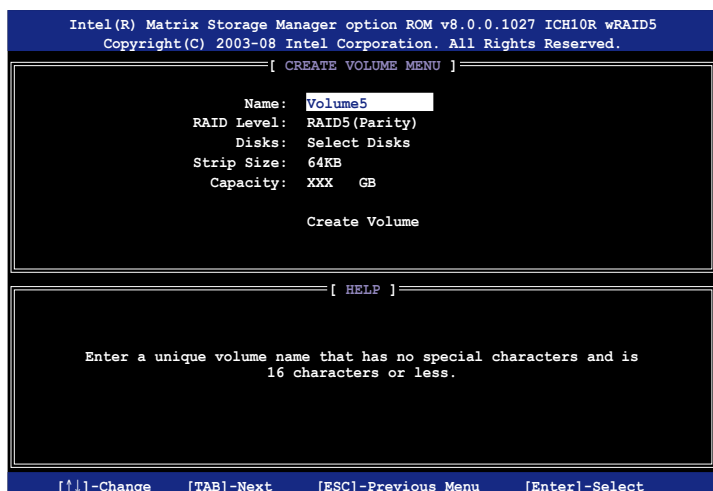 Intel(R) Matrix Storage Manager option ROM v8.0.0.1027 ICH10R wRAID5
Copyright(C) 2003-08 Intel Corporation. All Rights Reserved.
[ CREATE VOLUME MENU ]
Name: Volume5
RAID Level: RAID5(Parity)
Disks: Select Disks
Strip Size: 64KB
Capacity: XXX GB
Create Volume
[ HELP ]
Enter a unique volume name that has no special characters and is
16 characters or less.
[↑↓]-Change [TAB]-Next [ESC]-Previous Menu [Enter]-Select